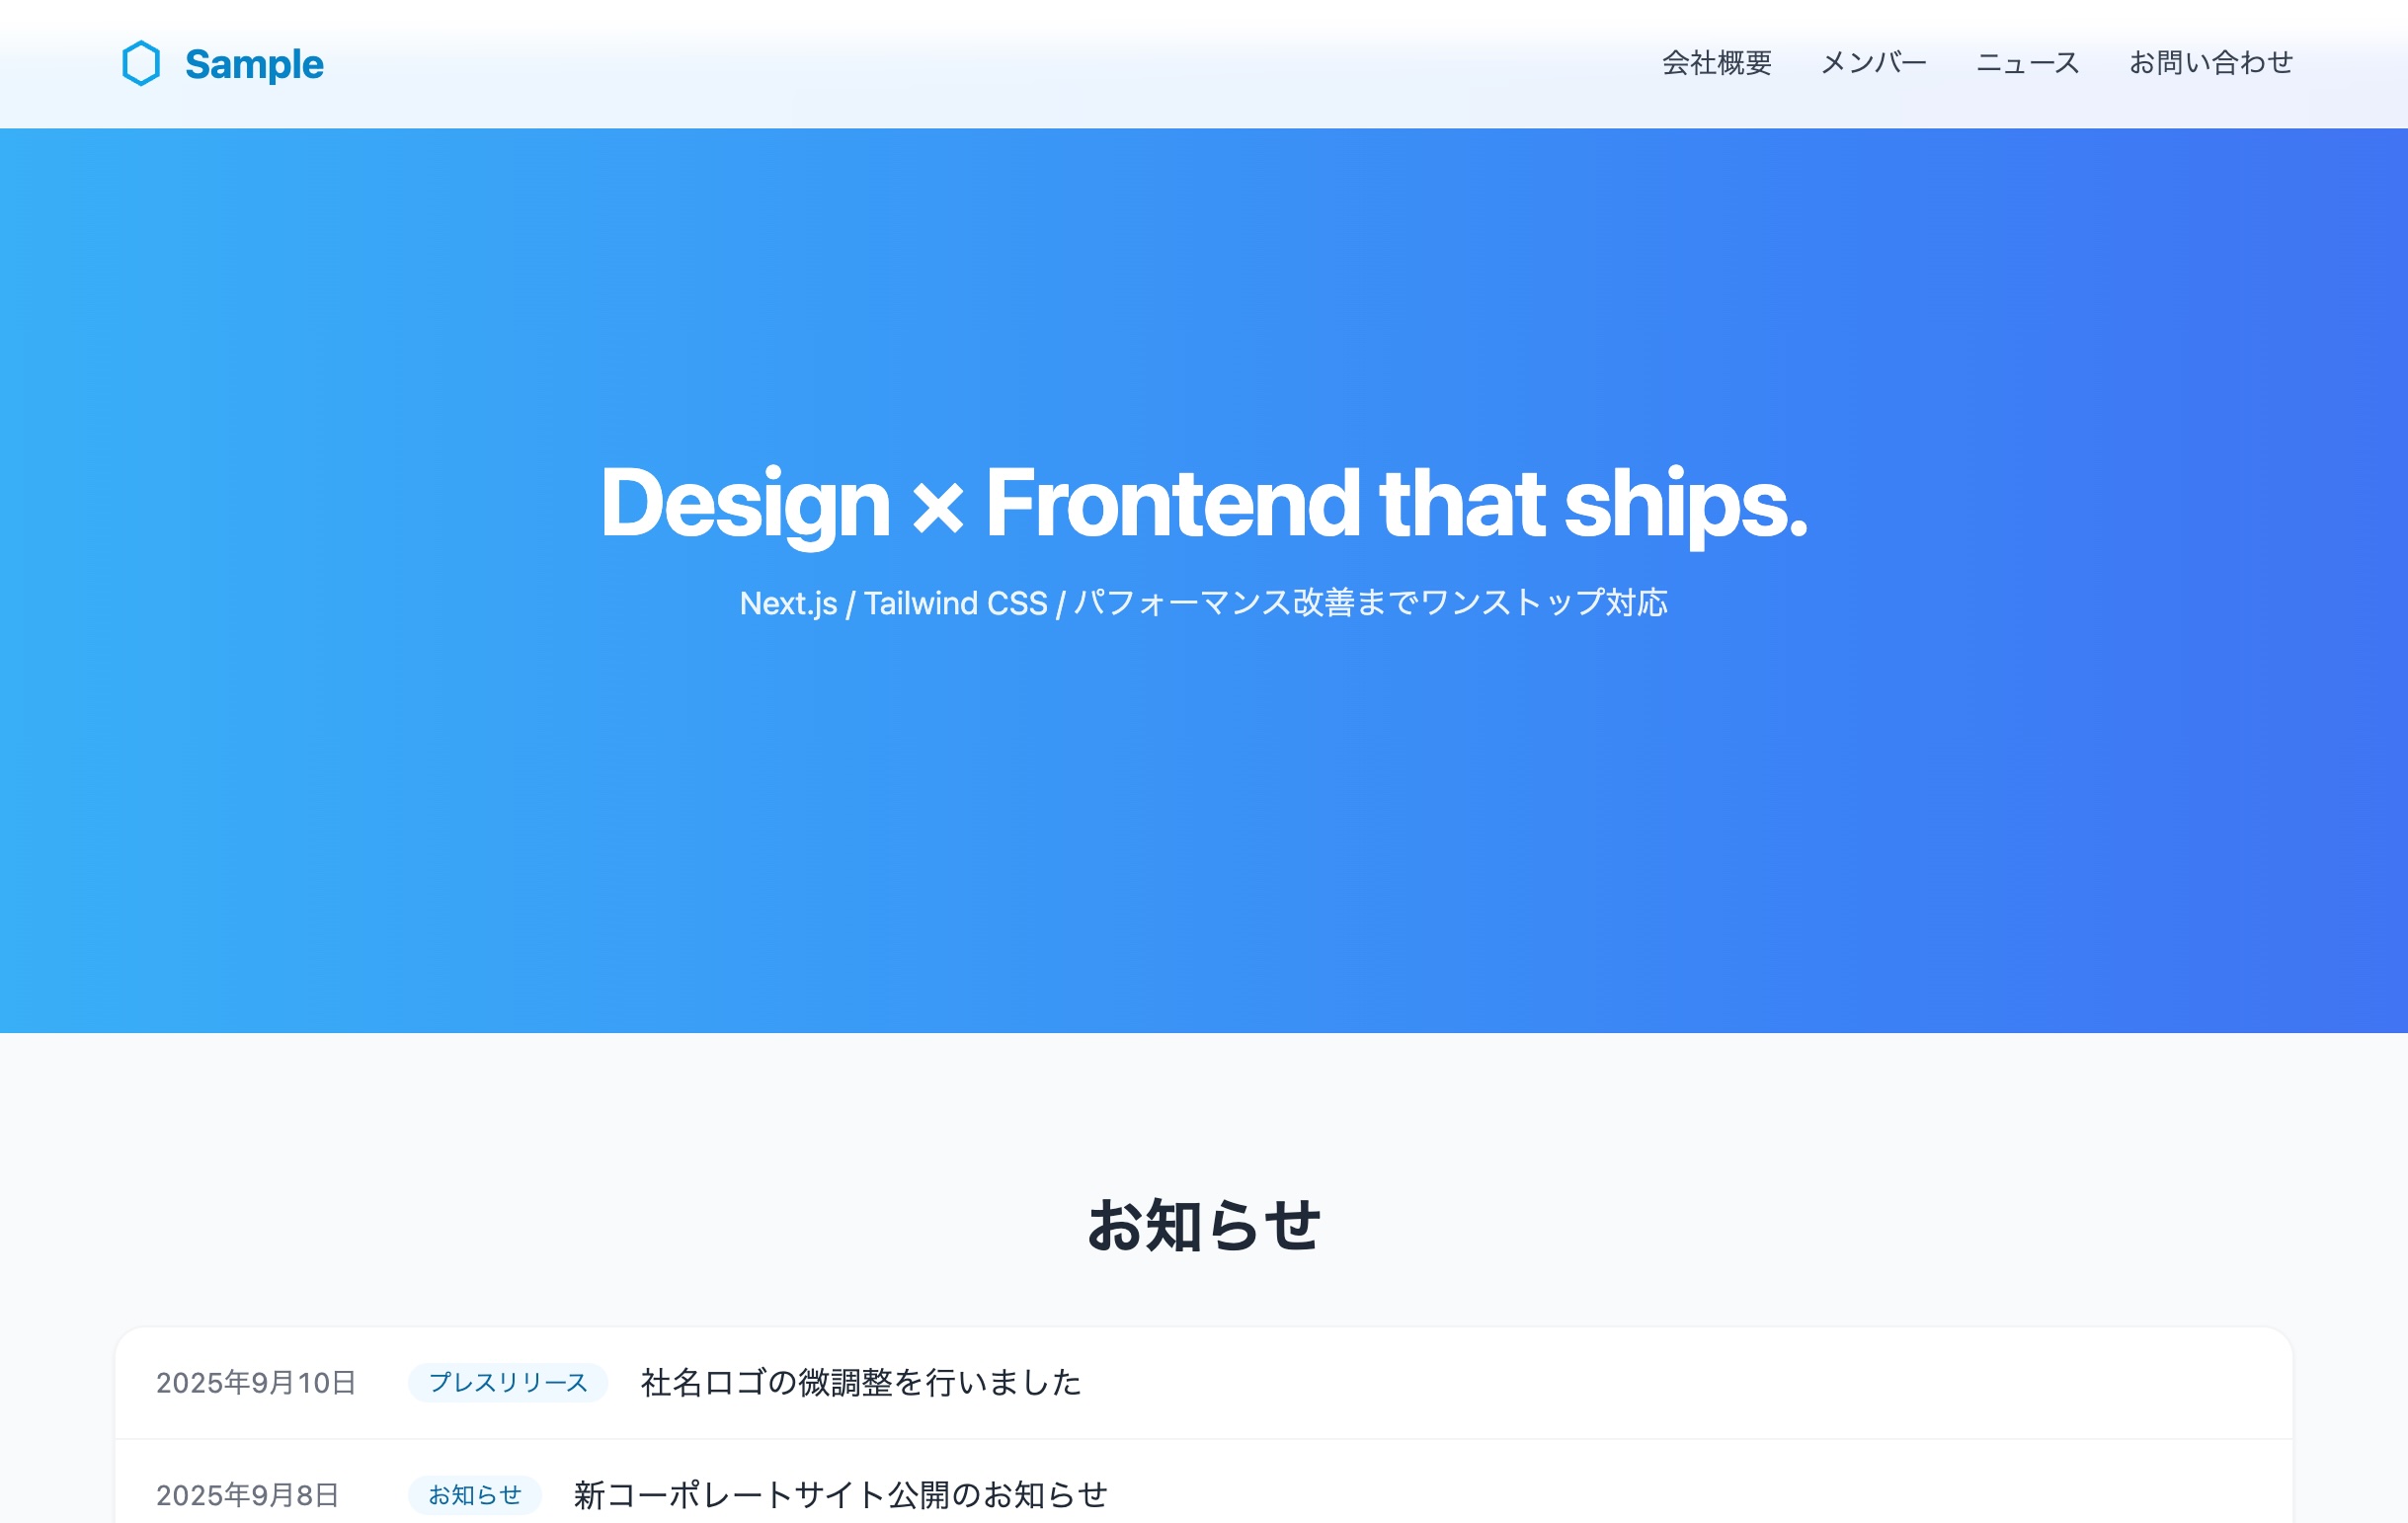 Sample
会社概要 メンバー ニュース お問い合わせ
Design × Frontend that ships.
Next.js / Tailwind CSS / パフォーマンス改善までワンストップ対応
お知らせ
2025年9月10日 プレスリリース 社名ロゴの微調整を行いました
2025年9月8日 お知らせ 新コーポレートサイト公開のお知らせ